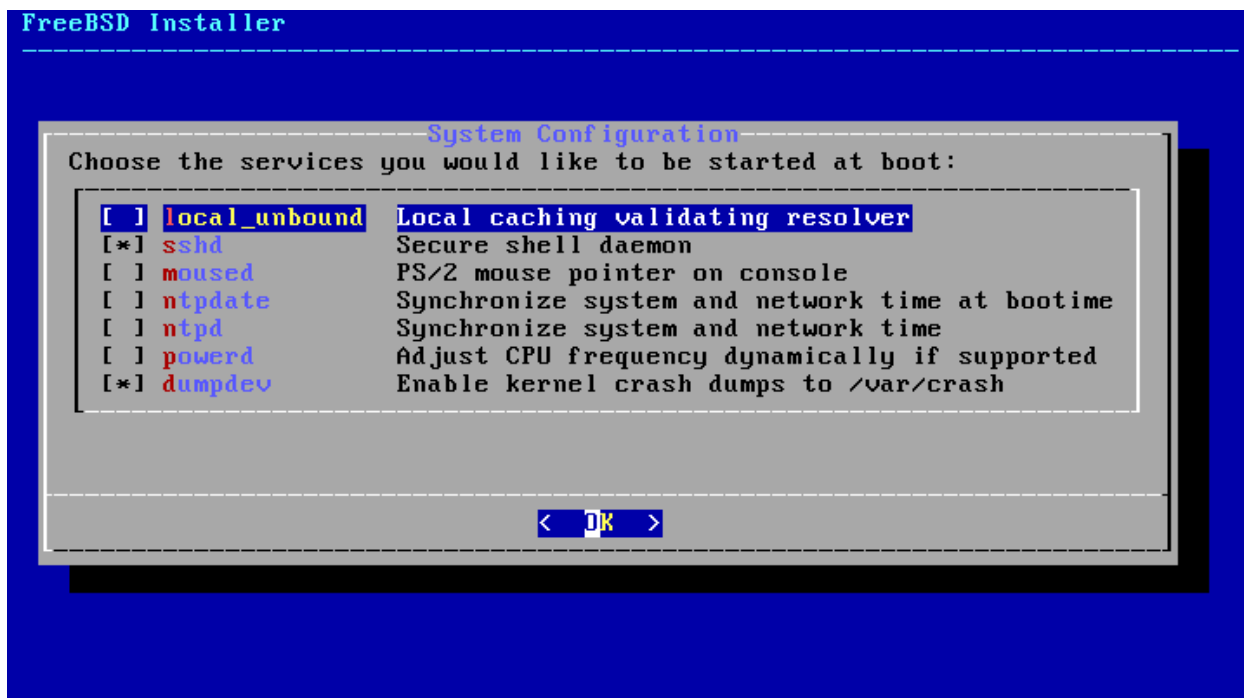 FreeBSD Installer
System Configuration
Choose the services you would like to be started at boot:
[ ] local_unbound Local caching validating resolver
[*] sshd Secure shell daemon
[ ] moused PS/2 mouse pointer on console
[ ] ntpdate Synchronize system and network time at bootime
[ ] ntpd Synchronize system and network time
[ ] powerd Adjust CPU frequency dynamically if supported
[*] dumpdev Enable kernel crash dumps to /var/crash
< OK >